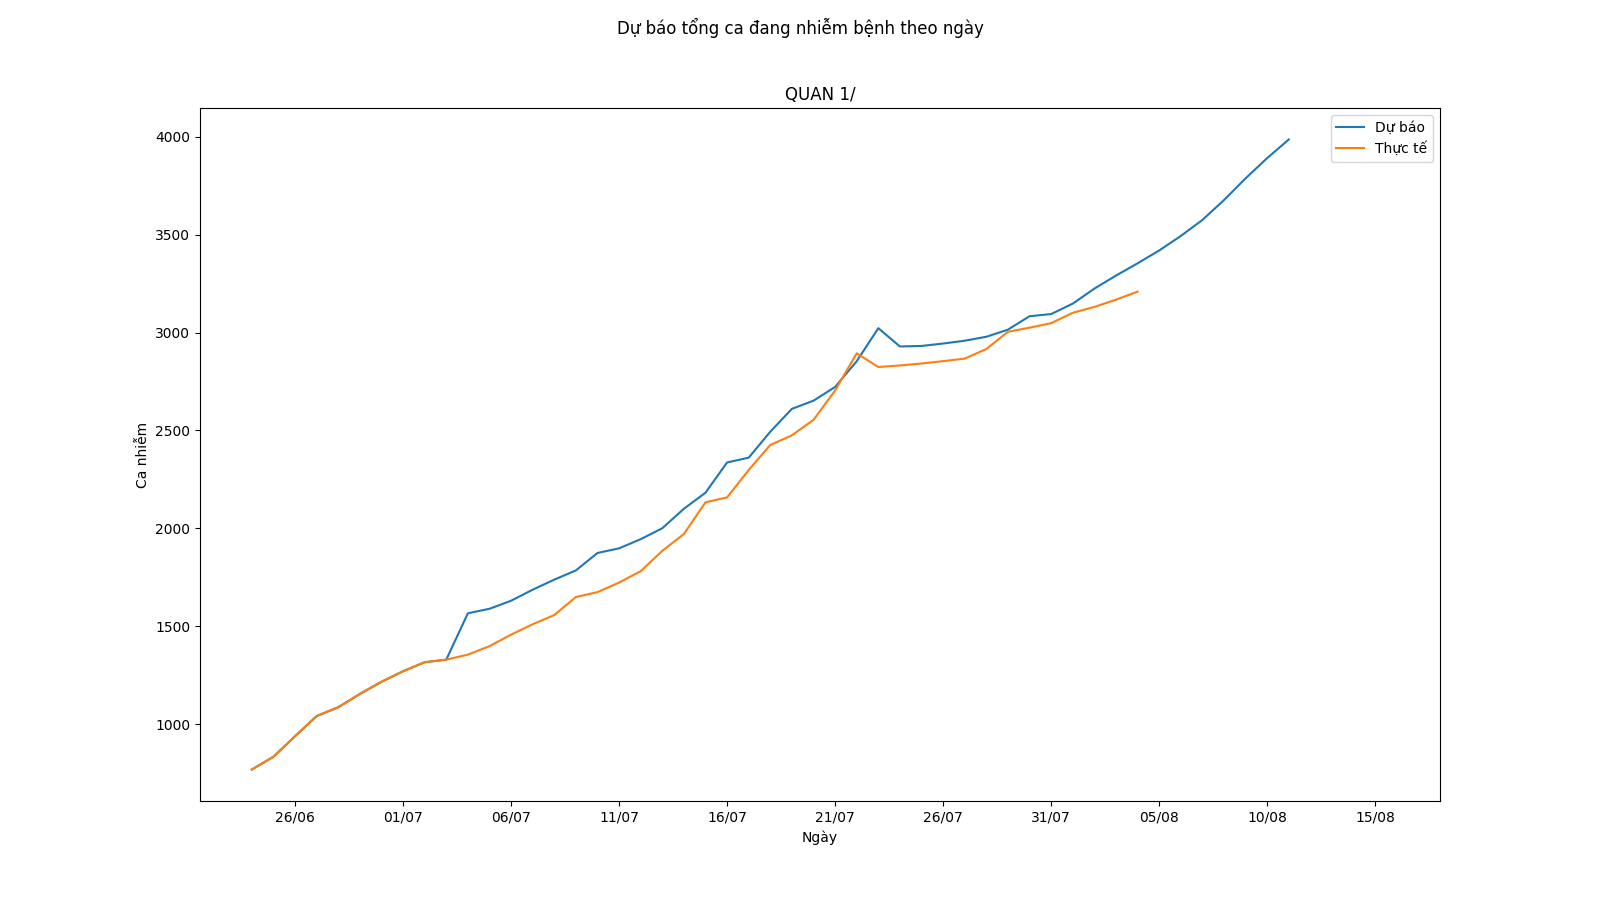 Dự báo tổng ca đang nhiễm bệnh theo ngày
QUAN 1/
Dự báo
Thực tế
4000
3500
3000
2500
2000
1500
1000
Ca nhiễm
26/06 01/07 06/07 11/07 16/07 21/07 26/07 31/07 05/08 10/08 15/08
Ngày